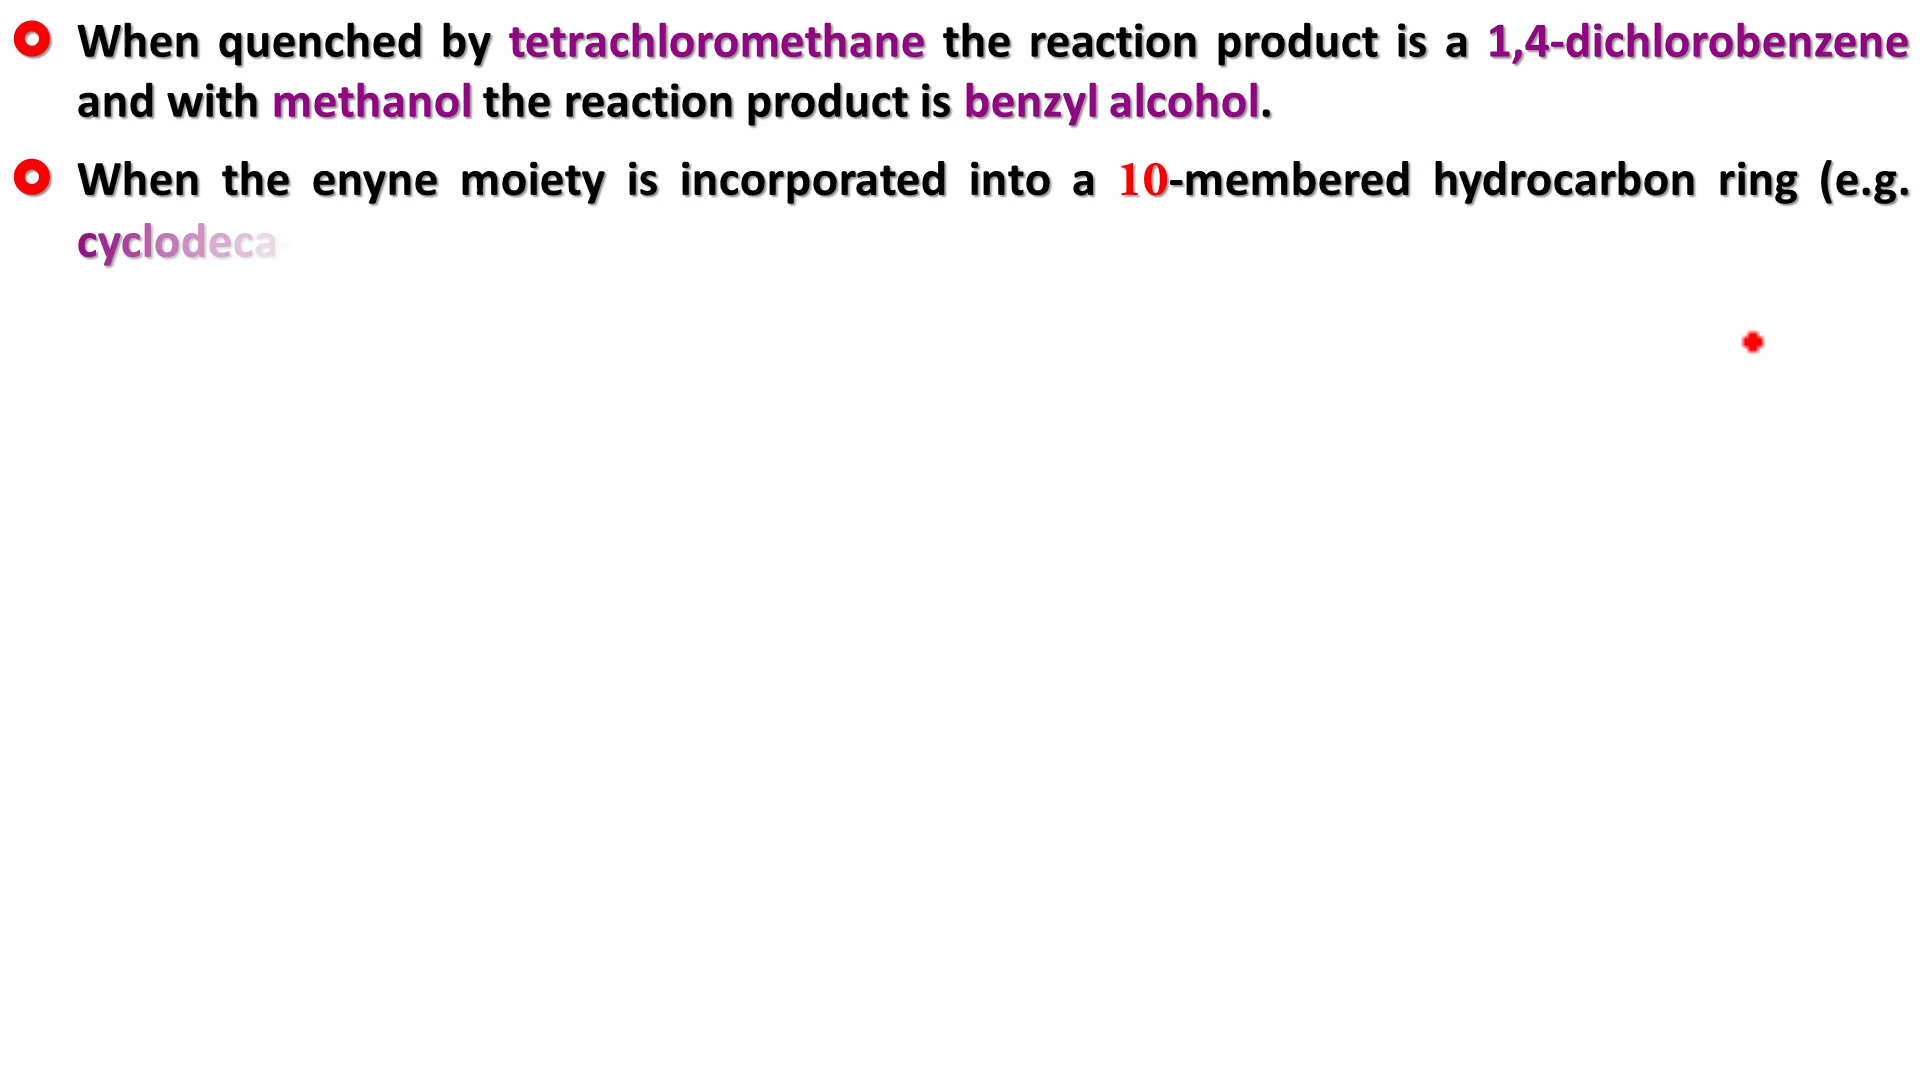 When quenched by tetrachloromethane the reaction product is a 1,4-dichlorobenzene
and with methanol the reaction product is benzyl alcohol.
When the enyne moiety is incorporated into a 10-membered hydrocarbon ring (e.g.
cyclodeca-